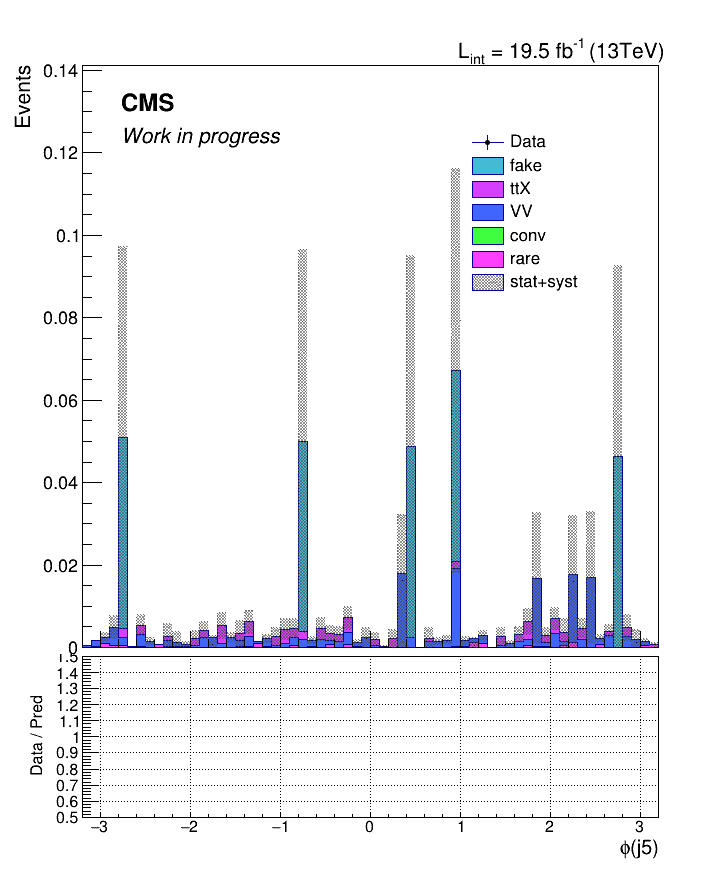 L_int = 19.5 fb^-1 (13TeV)
Events
0.14
0.12
0.1
0.08
0.06
0.04
0.02
0
CMS
Work in progress
Data
fake
ttX
VV
conv
rare
stat+syst
Data / Pred
1.5
1.4
1.3
1.2
1.1
1
0.9
0.8
0.7
0.6
0.5
−3 −2 −1 0 1 2 3
ϕ(j5)